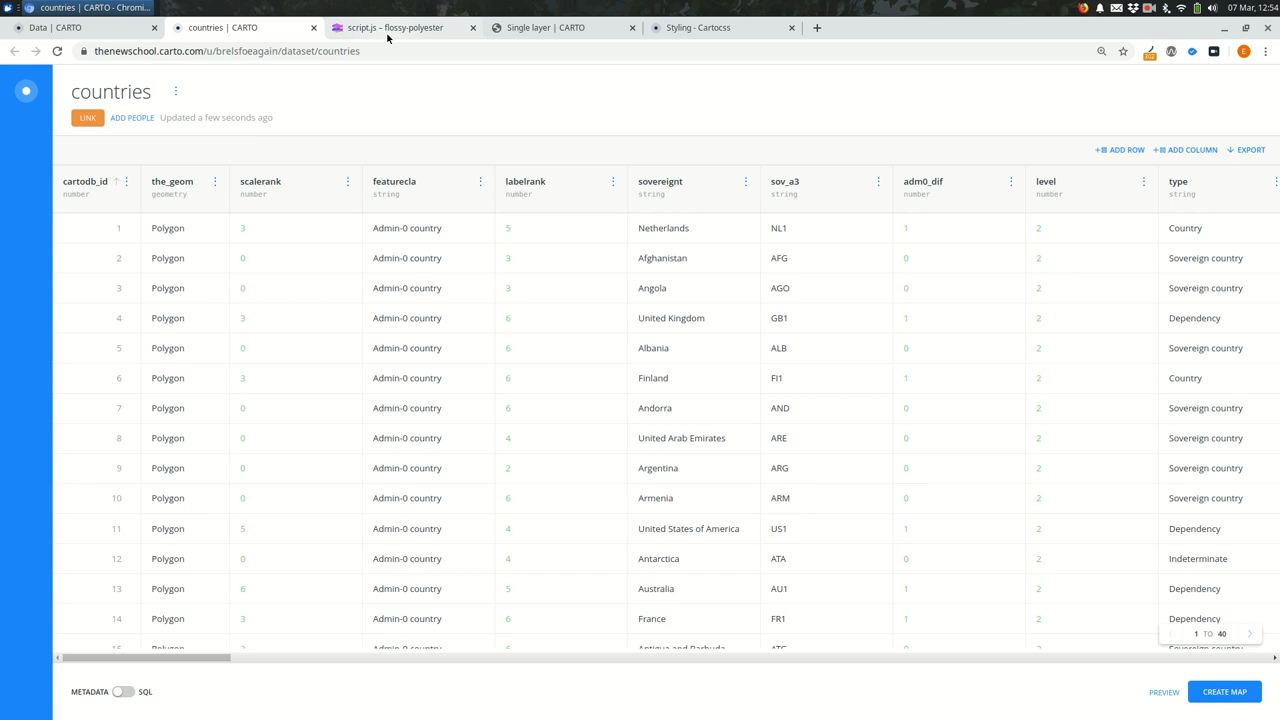 countries | CARTO - Chromi...
07 Mar, 12:54
Data | CARTO
countries | CARTO
script.js – flossy-polyester
Single layer | CARTO
Styling - Cartocss
thenewschool.carto.com/u/brelsfoeagain/dataset/countries
E
countries
LINK ADD PEOPLE Updated a few seconds ago
ADD ROW ADD COLUMN EXPORT
cartodb_id the_geom scalerank featurecla labelrank sovereignt sov_a3 adm0_dif level type
number geometry number string number string string number number string
1 Polygon 3 Admin-0 country 5 Netherlands NL1 1 2 Country
2 Polygon 0 Admin-0 country 3 Afghanistan AFG 0 2 Sovereign country
3 Polygon 0 Admin-0 country 3 Angola AGO 0 2 Sovereign country
4 Polygon 3 Admin-0 country 6 United Kingdom GB1 1 2 Dependency
5 Polygon 0 Admin-0 country 6 Albania ALB 0 2 Sovereign country
6 Polygon 3 Admin-0 country 6 Finland FI1 1 2 Country
7 Polygon 0 Admin-0 country 6 Andorra AND 0 2 Sovereign country
8 Polygon 0 Admin-0 country 4 United Arab Emirates ARE 0 2 Sovereign country
9 Polygon 0 Admin-0 country 2 Argentina ARG 0 2 Sovereign country
10 Polygon 0 Admin-0 country 6 Armenia ARM 0 2 Sovereign country
11 Polygon 5 Admin-0 country 4 United States of America US1 1 2 Dependency
12 Polygon 0 Admin-0 country 4 Antarctica ATA 0 2 Indeterminate
13 Polygon 6 Admin-0 country 5 Australia AU1 1 2 Dependency
14 Polygon 3 Admin-0 country 6 France FR1 1 2 Dependency
1 TO 40
METADATA SQL
PREVIEW CREATE MAP